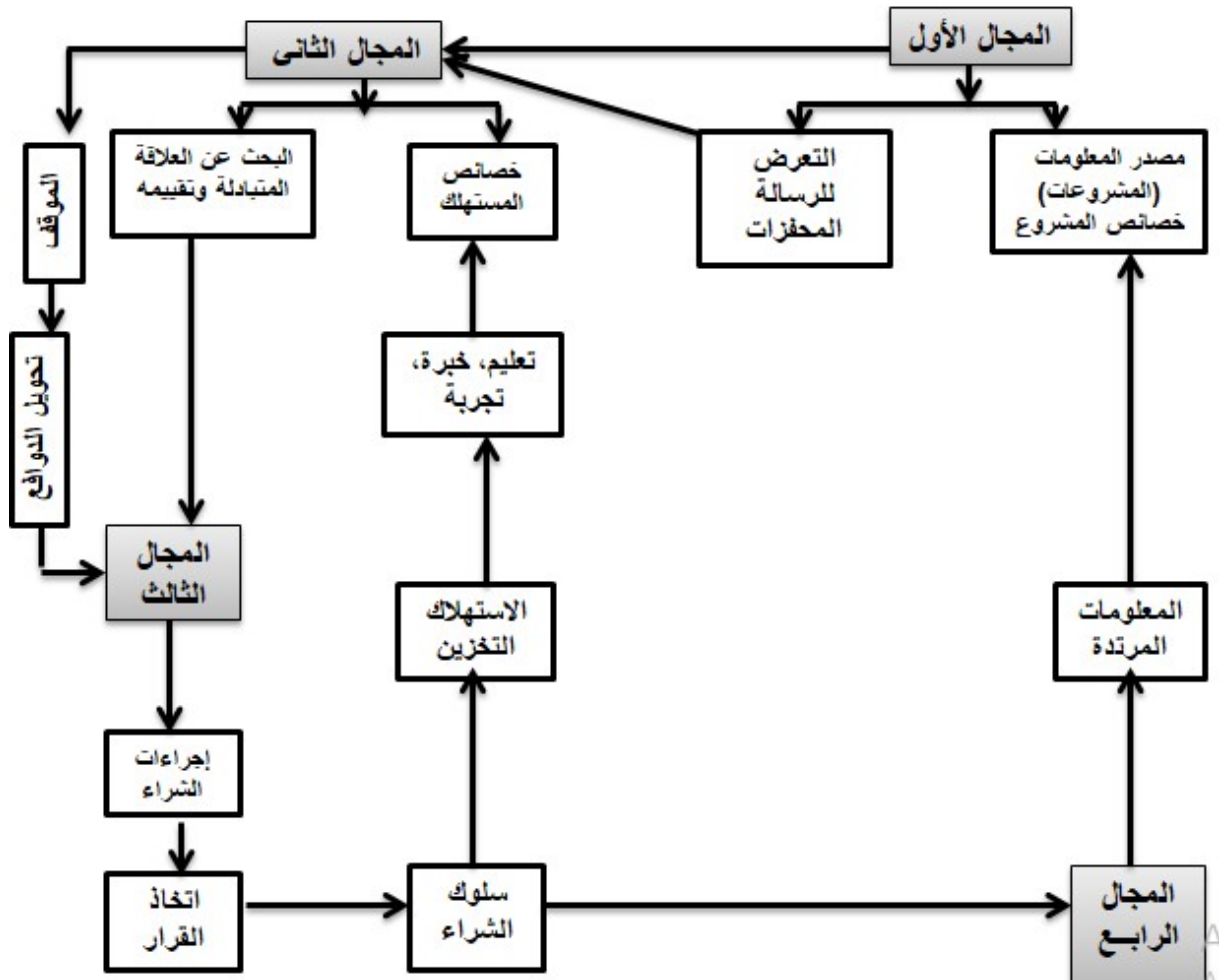 المجال الأول
المجال الثانى
مصدر المعلومات
(المشروعات)
خصائص المشروع
التعرض
للرسالة
المحفزات
خصائص
المستهلك
البحث عن العلاقة
المتبادلة وتقييمه
الموقف
تعليم، خبرة،
تجربة
تحويل الدوافع
المجال
الثالث
الاستهلاك
التخزين
المعلومات
المرتدة
إجراءات
الشراء
اتخاذ
القرار
سلوك
الشراء
المجال
الرابـــع